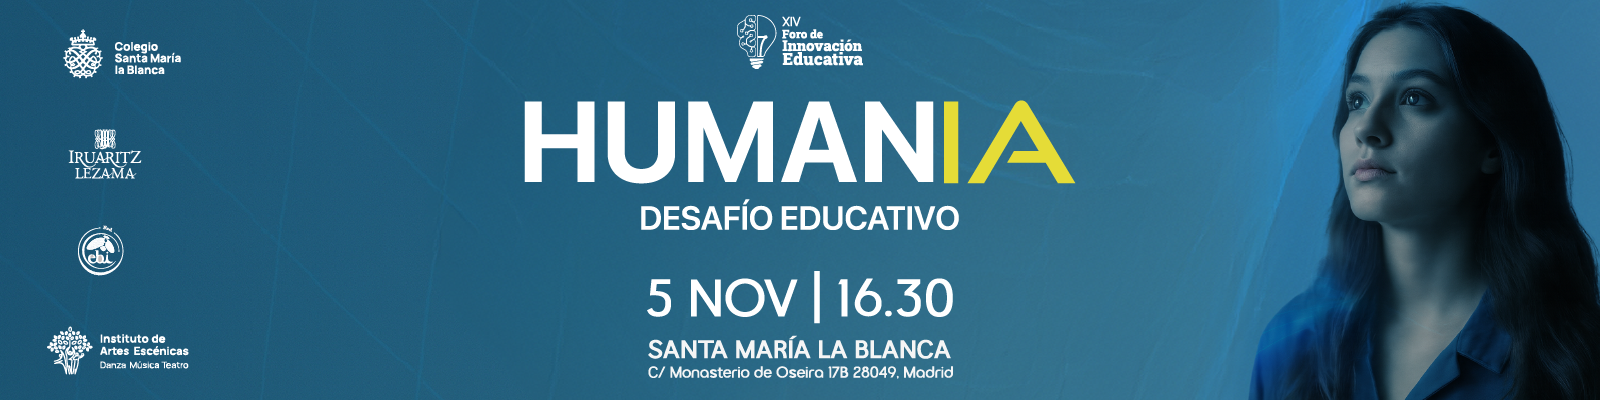 Colegio
Santa María
la Blanca
IRUARITZ
LEZAMA
Red
ebi
Instituto de
Artes Escénicas
Danza Música Teatro
XIV
Foro de
Innovación
Educativa
HUMANIA
DESAFÍO EDUCATIVO
5 NOV | 16.30
SANTA MARÍA LA BLANCA
C/ Monasterio de Oseira 17B 28049, Madrid